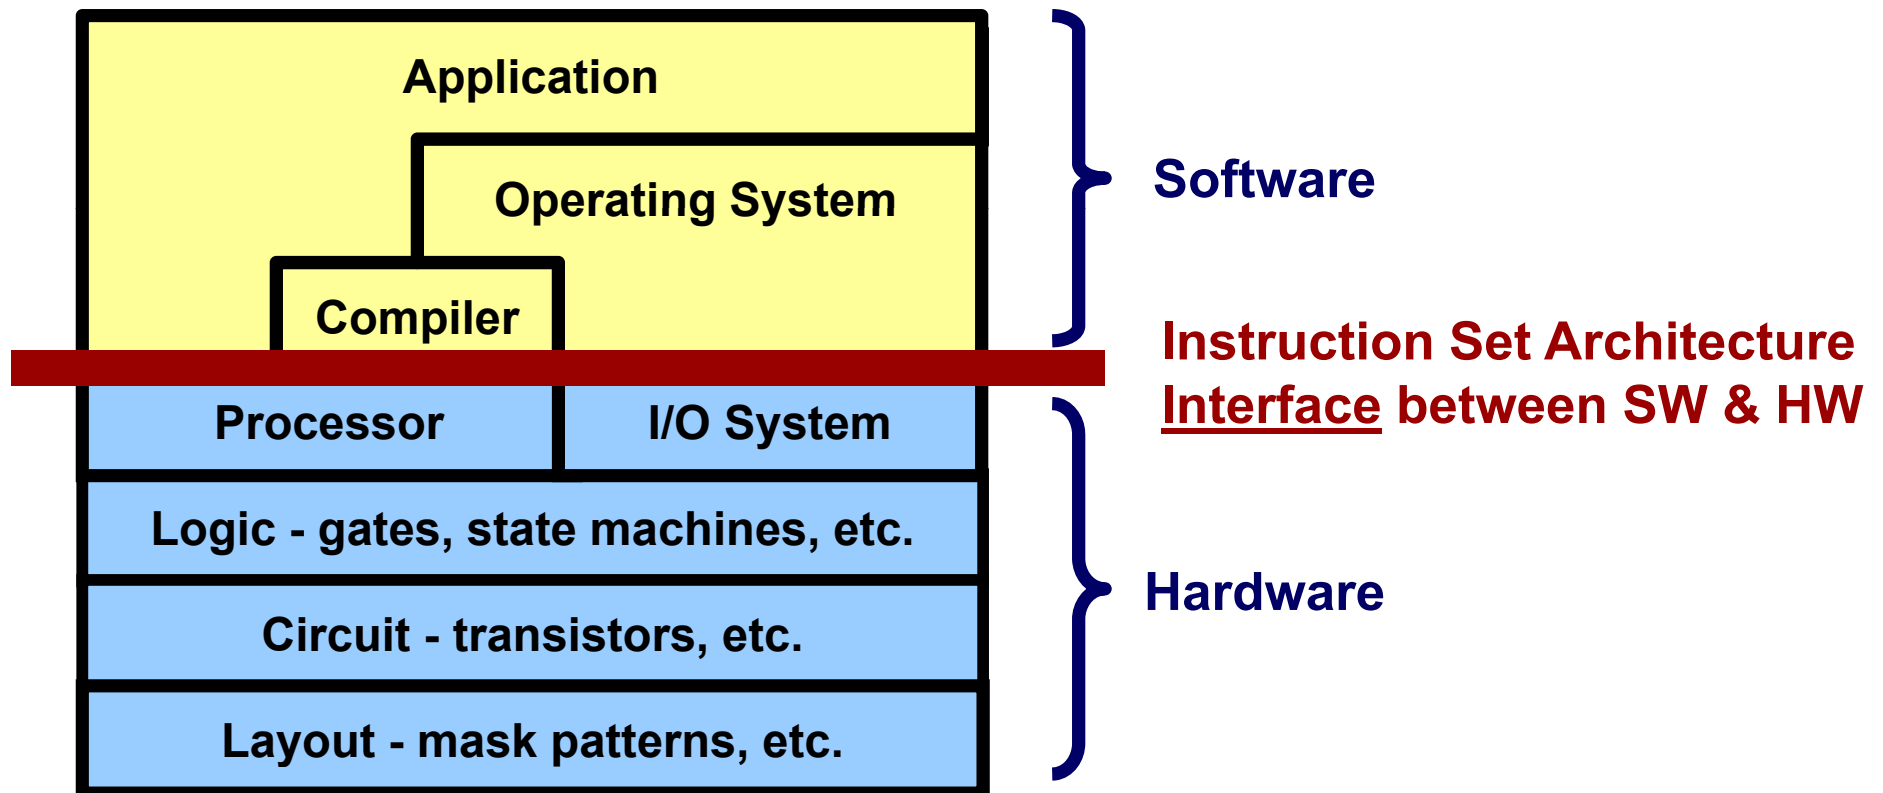 Application
Operating System
Compiler
Software
Instruction Set Architecture
Interface between SW & HW
Processor
I/O System
Logic - gates, state machines, etc.
Circuit - transistors, etc.
Hardware
Layout - mask patterns, etc.